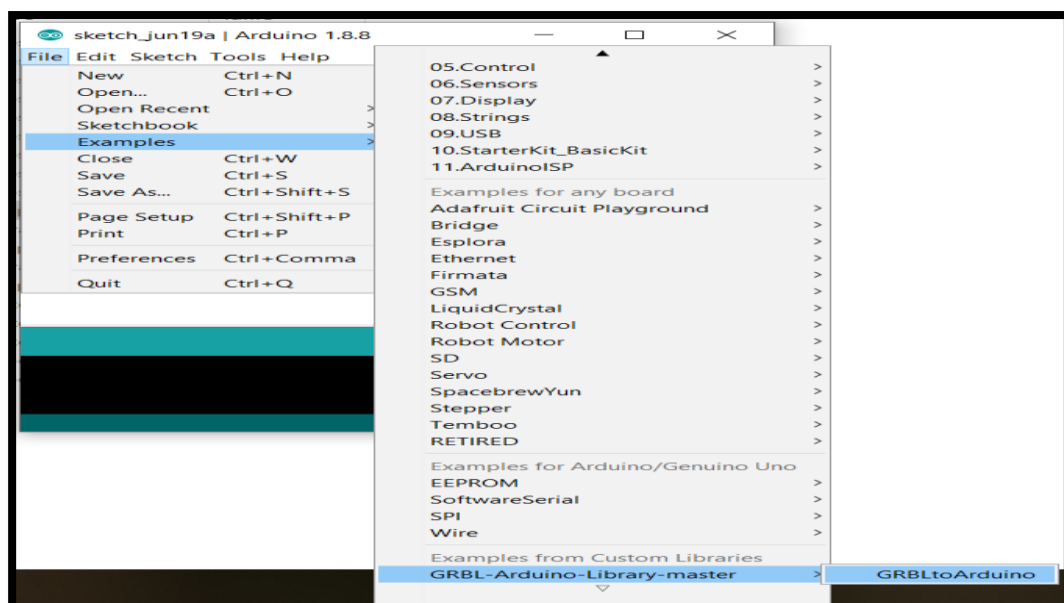 sketch_jun19a | Arduino 1.8.8
File Edit Sketch Tools Help
New Ctrl+N
Open... Ctrl+O
Open Recent >
Sketchbook >
Examples >
Close Ctrl+W
Save Ctrl+S
Save As... Ctrl+Shift+S
Page Setup Ctrl+Shift+P
Print Ctrl+P
Preferences Ctrl+Comma
Quit Ctrl+Q
05.Control >
06.Sensors >
07.Display >
08.Strings >
09.USB >
10.StarterKit_BasicKit >
11.ArduinoISP >
Examples for any board
Adafruit Circuit Playground >
Bridge >
Esplora >
Ethernet >
Firmata >
GSM >
LiquidCrystal >
Robot Control >
Robot Motor >
SD >
Servo >
SpacebrewYun >
Stepper >
Temboo >
RETIRED >
Examples for Arduino/Genuino Uno
EEPROM >
SoftwareSerial >
SPI >
Wire >
Examples from Custom Libraries
GRBL-Arduino-Library-master >
GRBLtoArduino